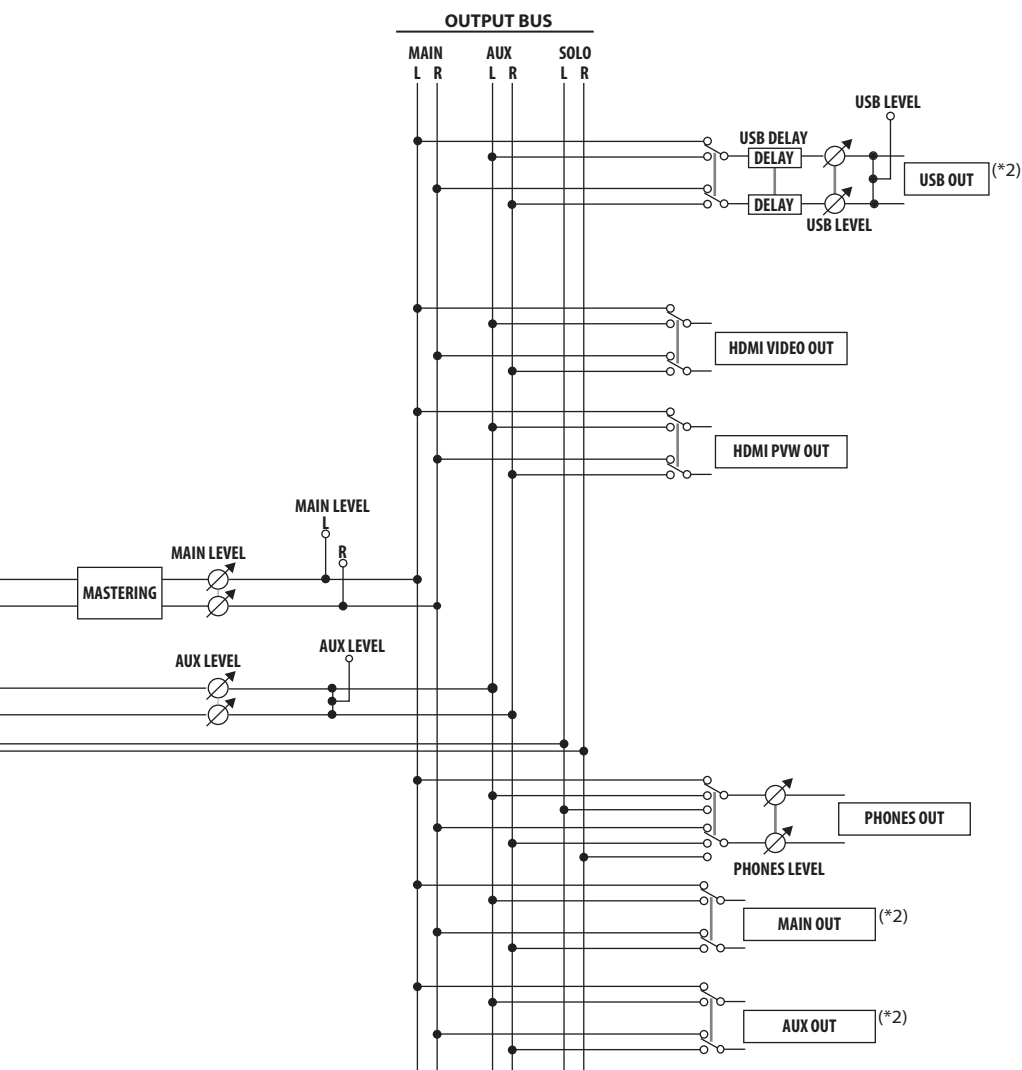 OUTPUT BUS
MAIN AUX SOLO
L R L R L R
USB LEVEL
USB DELAY
DELAY
USB OUT (*2)
DELAY
USB LEVEL
HDMI VIDEO OUT
HDMI PVW OUT
MAIN LEVEL
L
R
MAIN LEVEL
MASTERING
AUX LEVEL
AUX LEVEL
PHONES OUT
PHONES LEVEL
MAIN OUT (*2)
AUX OUT (*2)